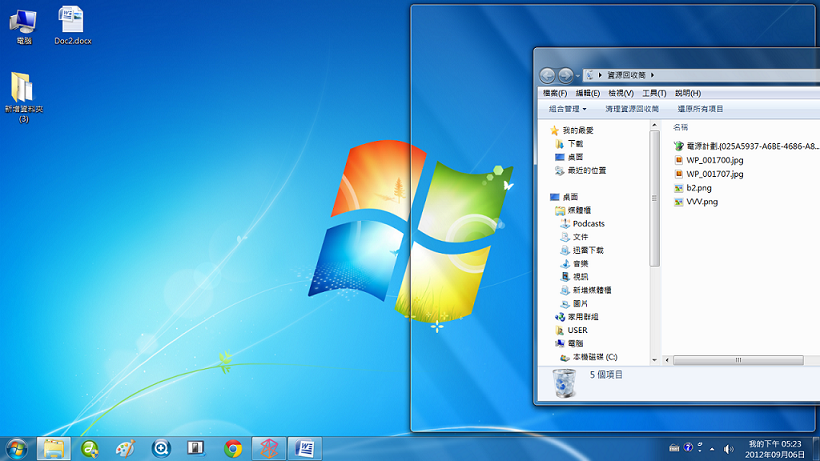 電腦
Doc2.docx
新增資料夾
(3)
資源回收筒
檔案(F) 編輯(E) 檢視(V) 工具(T) 說明(H)
組合管理 清理資源回收筒 還原所有項目
我的最愛
下載
桌面
最近的位置
桌面
媒體櫃
Podcasts
文件
迅雷下載
音樂
視訊
新增媒體櫃
圖片
家用群組
USER
電腦
本機磁碟 (C:)
名稱
電源計劃.{025A5937-A6BE-4686-A8...
WP_001700.jpg
WP_001707.jpg
b2.png
VVV.png
5 個項目
我的下午 05:23
2012年09月06日